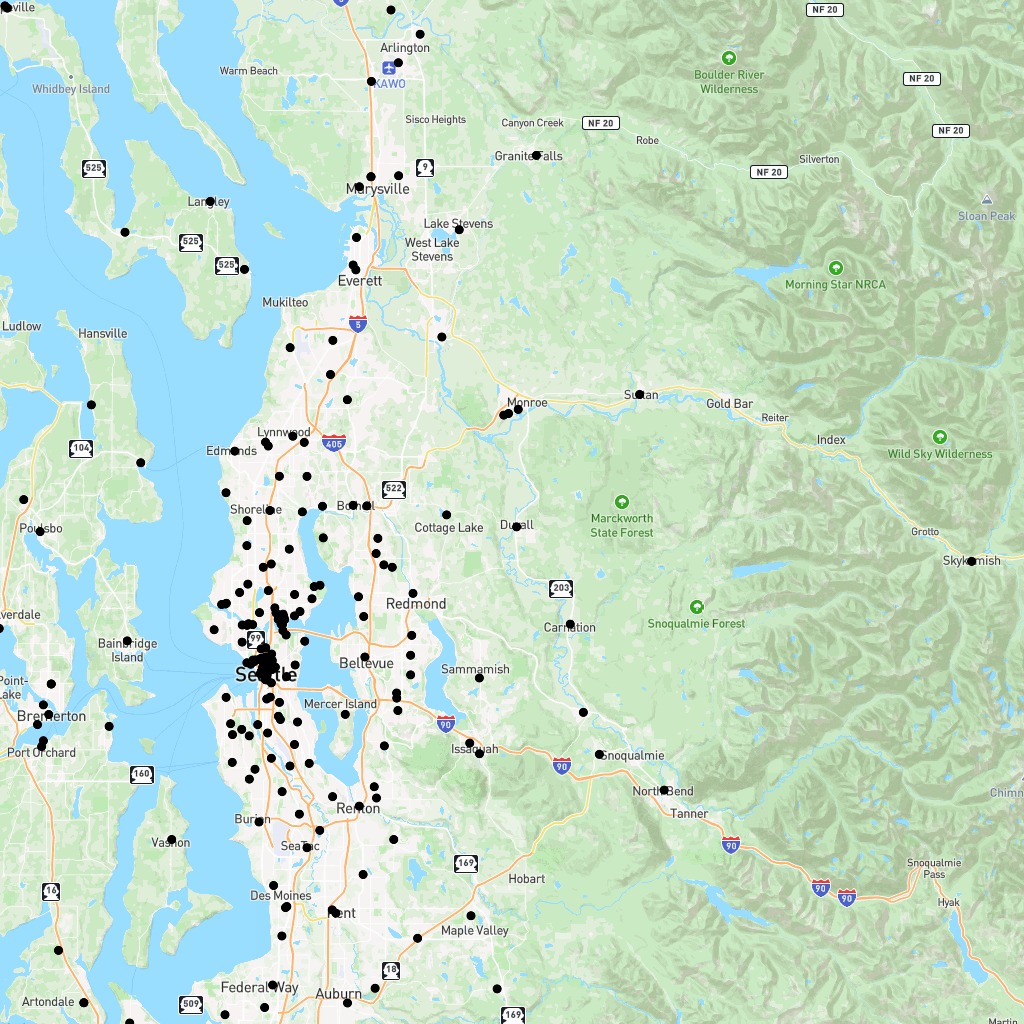 eville
5
NF 20
Arlington
KAWO
Warm Beach
Boulder River
Wilderness
NF 20
Whidbey Island
Sisco Heights
Canyon Creek
NF 20
NF 20
Robe
Granite Falls
Silverton
525
9
NF 20
Marysville
Langley
Lake Stevens
Sloan Peak
525
West Lake
Stevens
525
Everett
Morning Star NRCA
Mukilteo
Ludlow
Hansville
5
Monroe
Sultan
Gold Bar
Reiter
Lynnwood
Index
104
Edmonds
405
Wild Sky Wilderness
522
Shoreline
Bothell
Poulsbo
Cottage Lake
Duvall
Marckworth
State Forest
Grotto
Skykomish
203
Redmond
verdale
Carnation
Snoqualmie Forest
99
Bainbridge
Island
Bellevue
Seattle
Sammamish
Point-
Lake
Mercer Island
Bremerton
90
Port Orchard
Issaquah
Snoqualmie
90
160
North Bend
Chimn
Renton
Tanner
Burien
Vashon
SeaTac
90
169
Snoqualmie
Pass
Hobart
16
Des Moines
90
90
Hyak
Kent
Maple Valley
18
Federal Way
Auburn
Artondale
509
169
Martin